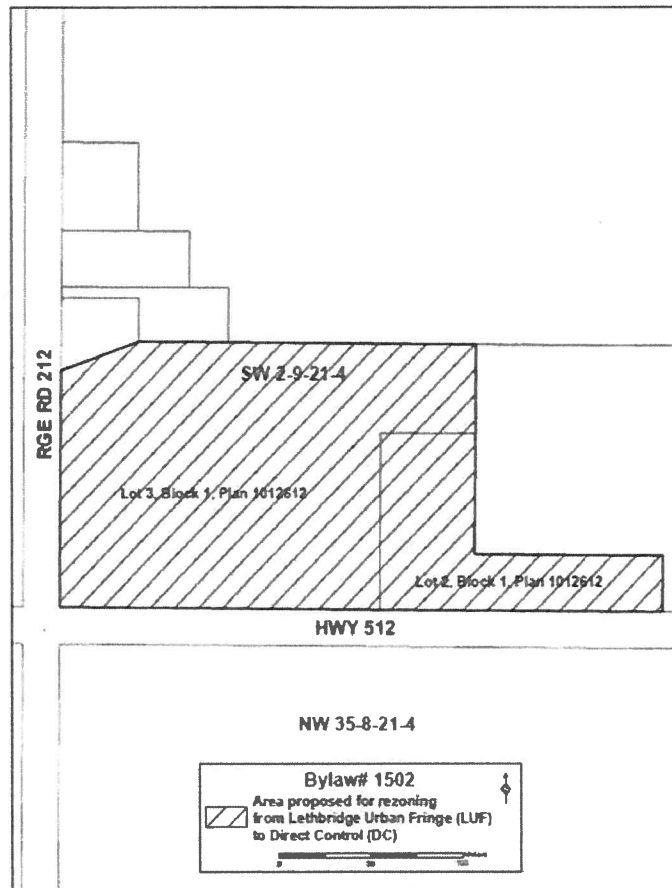 SW 2-9-21-4
RGE RD 212
Lot 3, Block 1, Plan 1012612
Lot 2, Block 1, Plan 1012612
HWY 512
NW 35-8-21-4
Bylaw# 1502
Area proposed for rezoning
from Lethbridge Urban Fringe (LUF)
to Direct Control (DC)
0